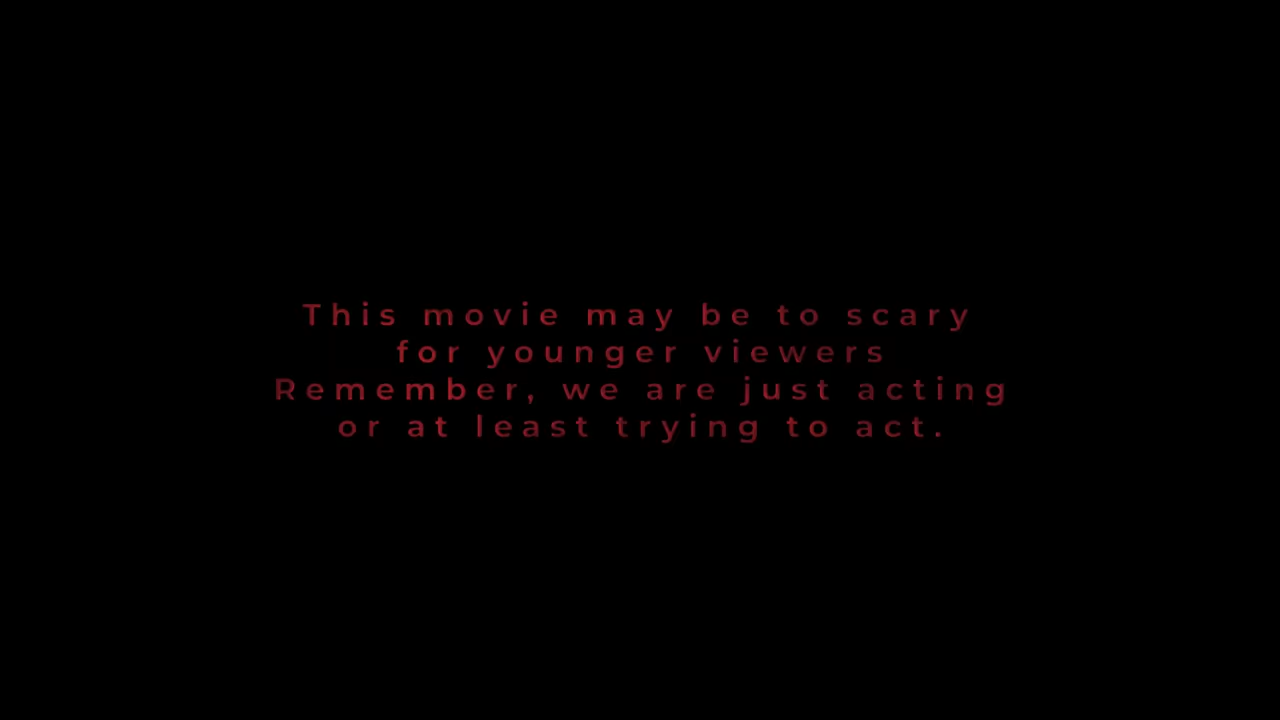 This movie may be to scary
for younger viewers
Remember, we are just acting
or at least trying to act.